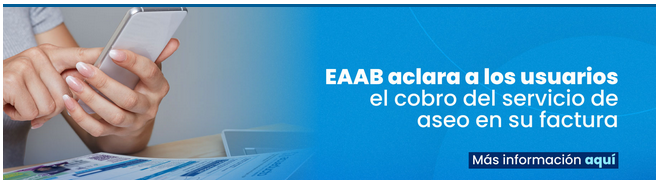 EAAB aclara a los usuarios
el cobro del servicio de
aseo en su factura
Más información aquí